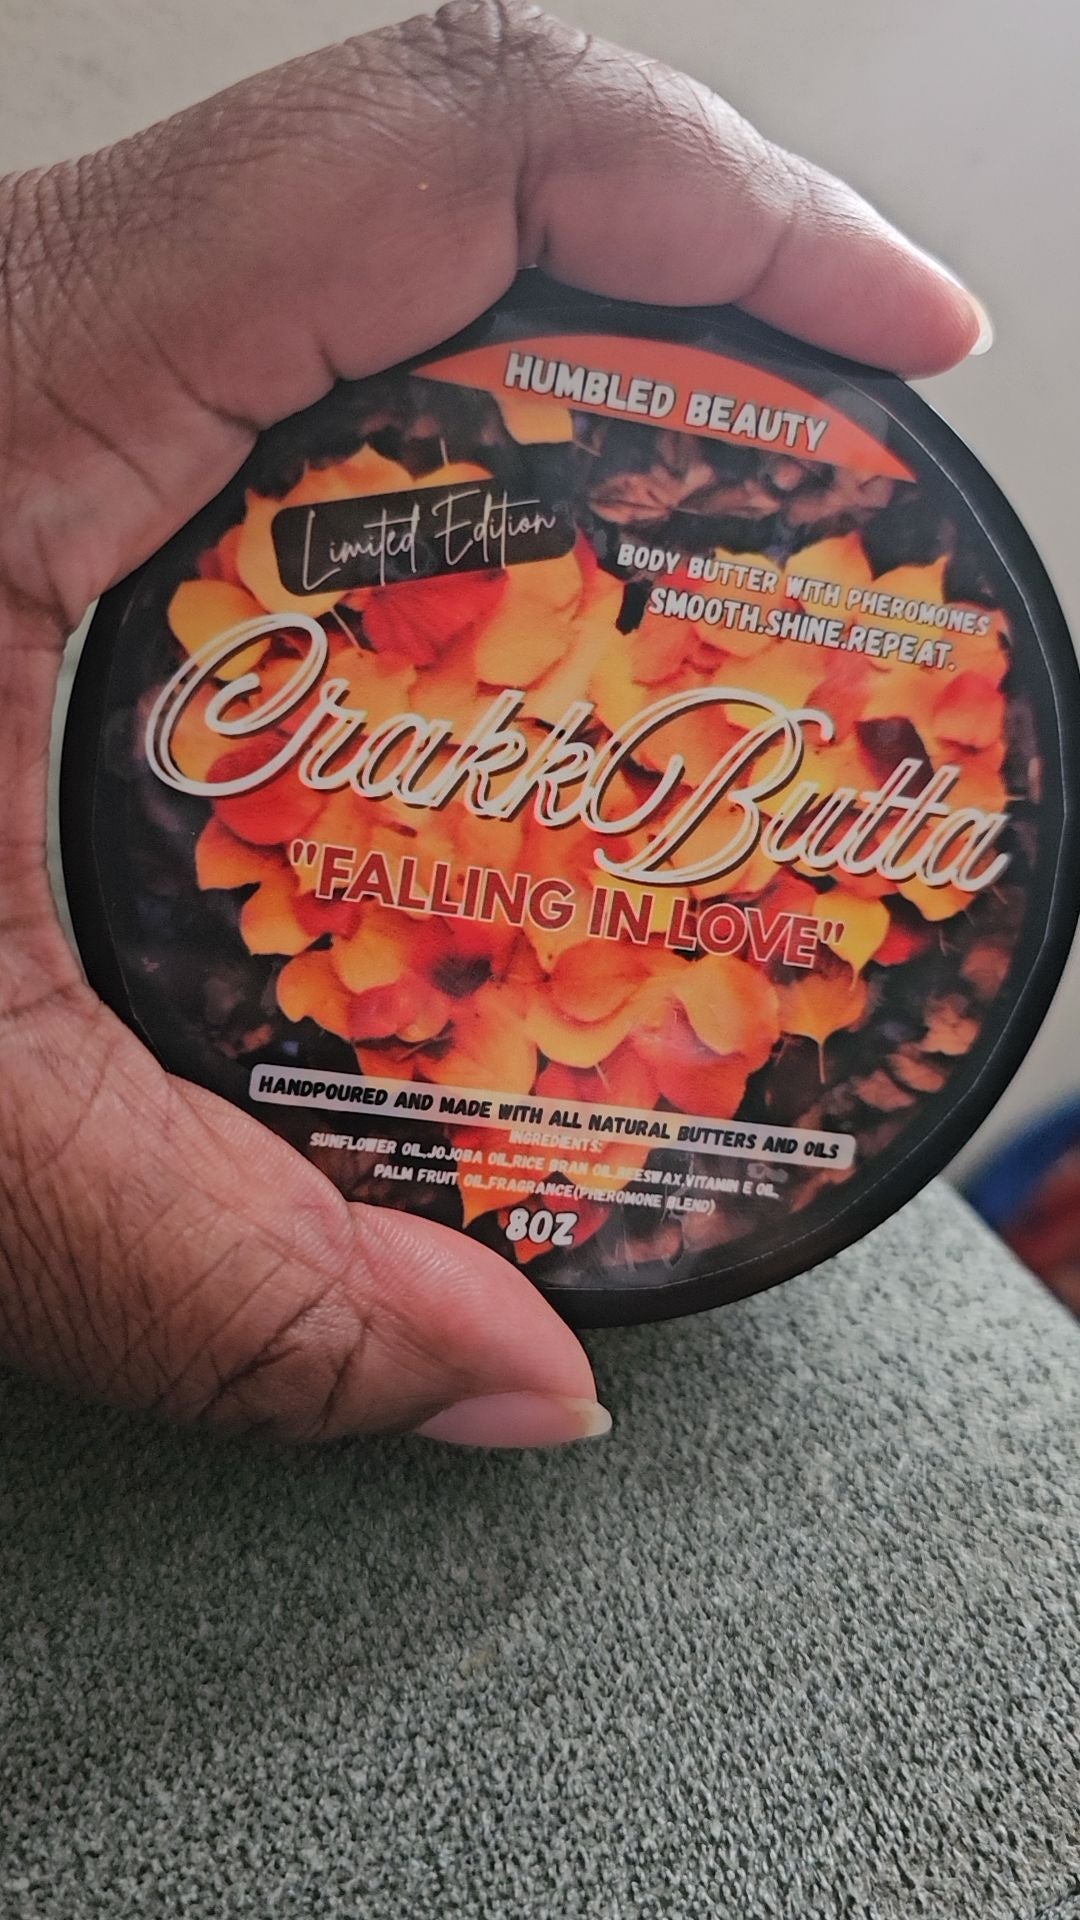 HUMBLED BEAUTY
Limited Edition
BODY BUTTER WITH PHEROMONES
SMOOTH.SHINE.REPEAT.
CrakkButta
"FALLING IN LOVE"
HANDPOURED AND MADE WITH ALL NATURAL BUTTERS AND OILS
INGREDIENTS:
SUNFLOWER OIL,JOJOBA OIL,RICE BRAN OIL,BEESWAX,VITAMIN E OIL,
PALM FRUIT OIL,FRAGRANCE(PHEROMONE BLEND)
8OZ